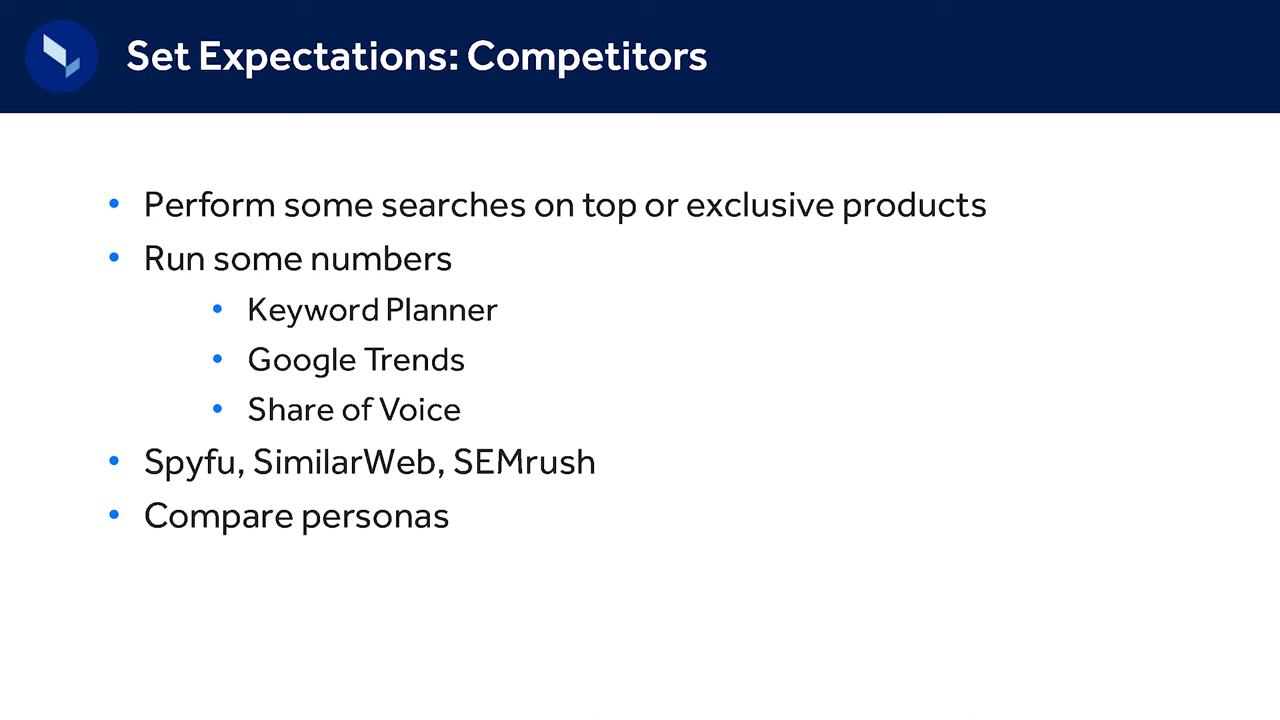 Set Expectations: Competitors
• Perform some searches on top or exclusive products
• Run some numbers
• Keyword Planner
• Google Trends
• Share of Voice
• Spyfu, SimilarWeb, SEMrush
• Compare personas